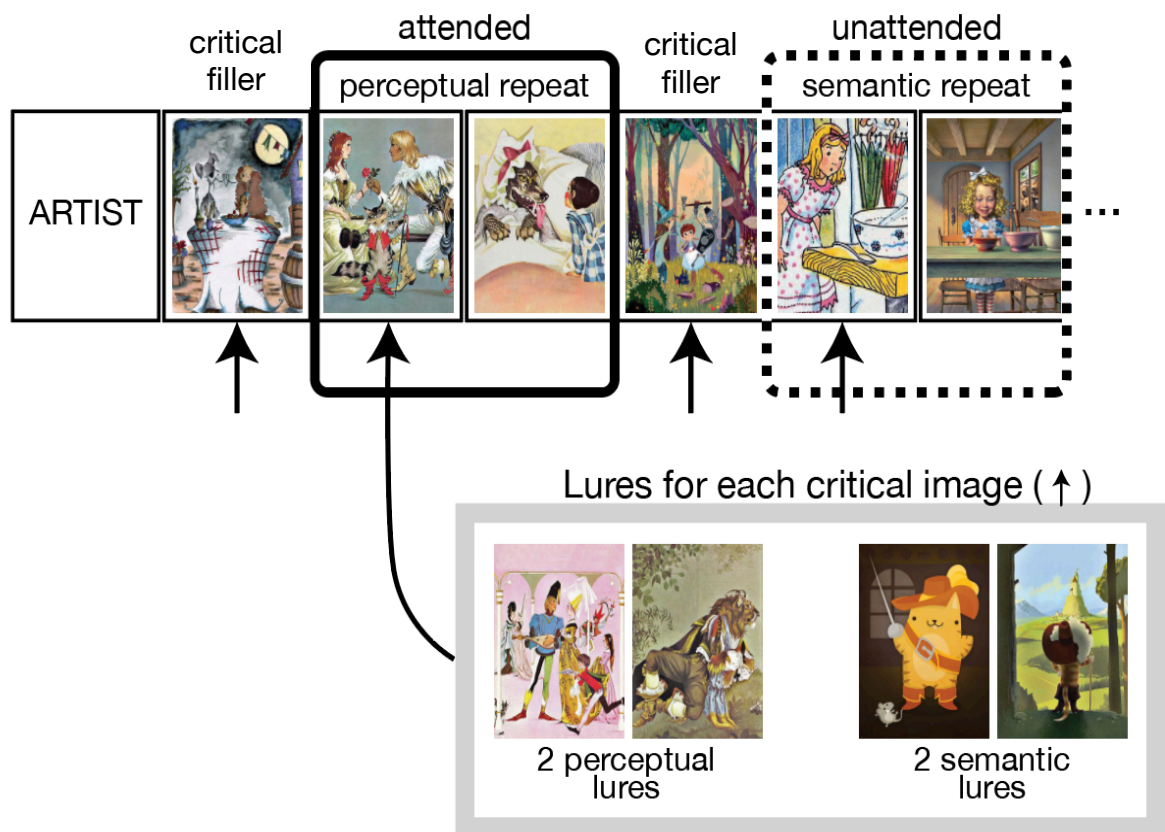 critical
filler
attended
critical
filler
unattended
perceptual repeat
semantic repeat
ARTIST
...
Lures for each critical image (↑)
2 perceptual
lures
2 semantic
lures